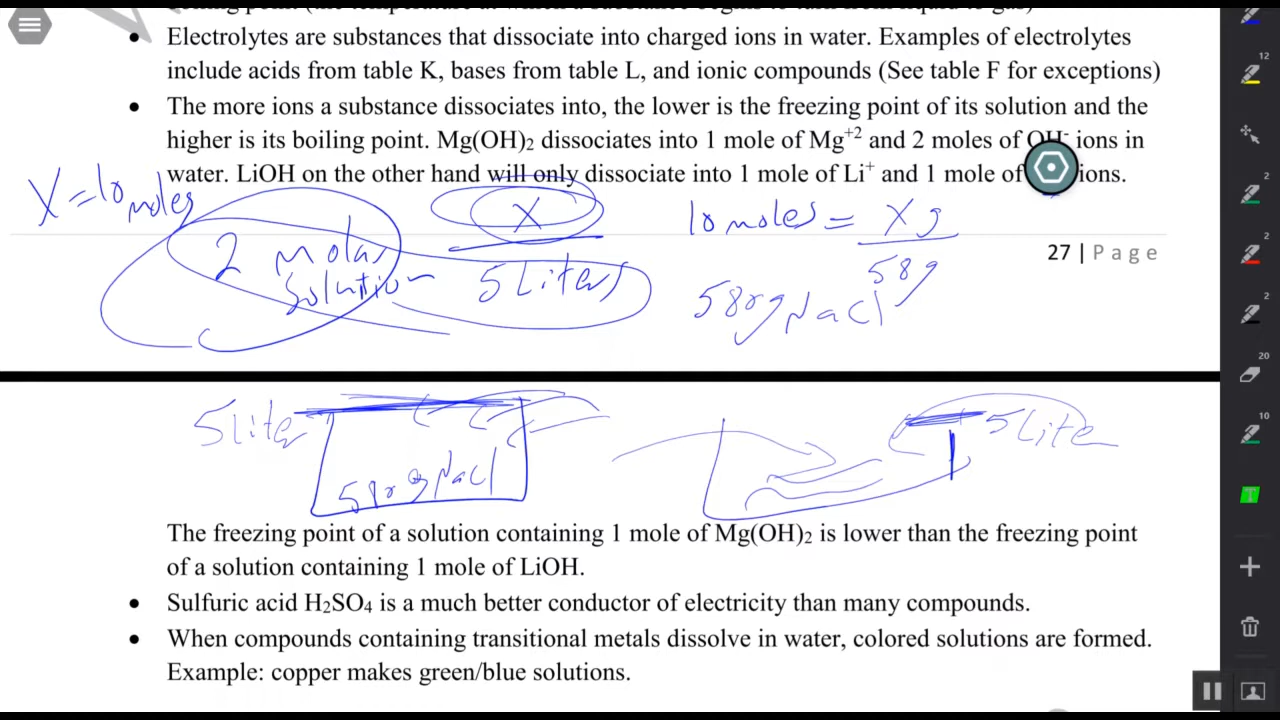 Electrolytes are substances that dissociate into charged ions in water. Examples of electrolytes
include acids from table K, bases from table L, and ionic compounds (See table F for exceptions)
The more ions a substance dissociates into, the lower is the freezing point of its solution and the
higher is its boiling point. Mg(OH)₂ dissociates into 1 mole of Mg⁺² and 2 moles of OH⁻ ions in
water. LiOH on the other hand will only dissociate into 1 mole of Li⁺ and 1 mole of ions.
X = 10 moles
2 molar solution = X / 5 Liters
10 moles = X g / 58g
580g NaCl
27 | Page
5 Liter
580g NaCl
5 Lite
The freezing point of a solution containing 1 mole of Mg(OH)₂ is lower than the freezing point
of a solution containing 1 mole of LiOH.
Sulfuric acid H₂SO₄ is a much better conductor of electricity than many compounds.
When compounds containing transitional metals dissolve in water, colored solutions are formed.
Example: copper makes green/blue solutions.
12
2
2
2
20
10
T